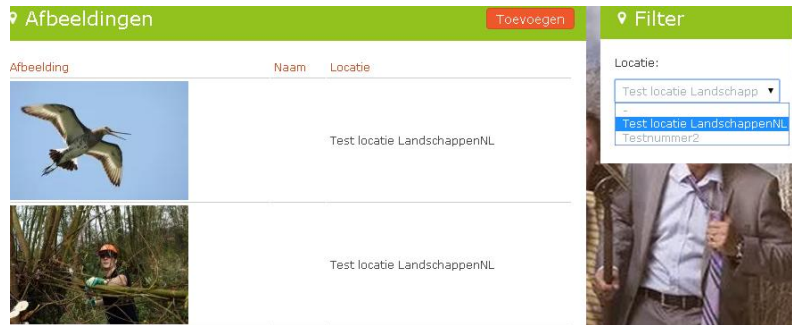 Afbeeldingen
Toevoegen
Afbeelding Naam Locatie
Test locatie LandschappenNL
Test locatie LandschappenNL
Filter
Locatie:
Test locatie Landschapp
-
Test locatie LandschappenNL
Testnummer2